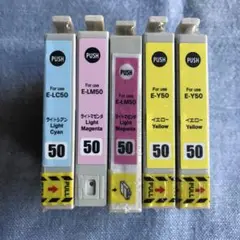 PUSH
For use
E-LC50
ライトシアン
Light
Cyan
50
PULL
PUSH
For use
E-LM50
ライトマゼンタ
Light
Magenta
50
PUSH
For use
E-LM50
ライトマゼンタ
Light
Magenta
50
PUSH
For use
E-Y50
イエロー
Yellow
50
PULL
PUSH
For use
E-Y50
イエロー
Yellow
50
PULL